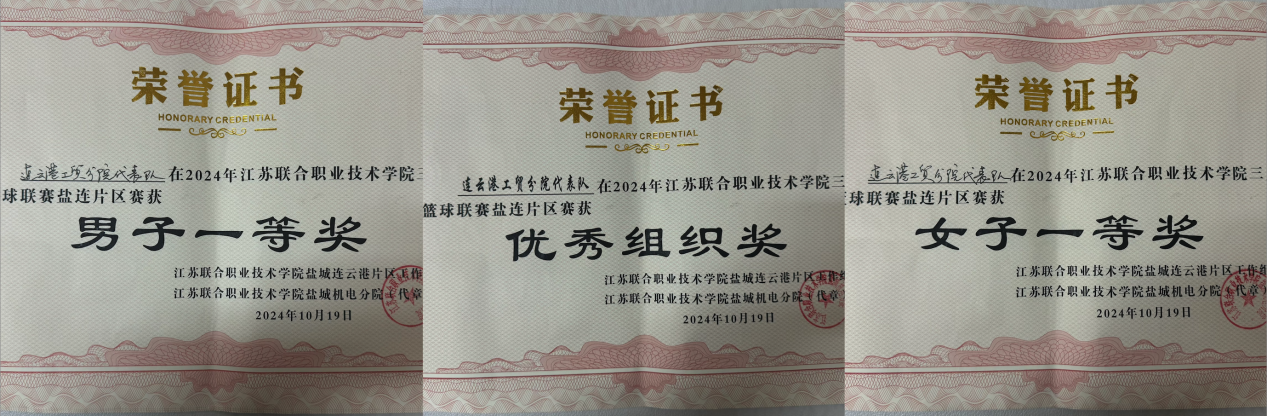 荣誉证书
HONORARY CREDENTIAL
连云港工贸分院代表队在2024年江苏联合职业技术学院三
球联赛盐连片区赛获
男子一等奖
江苏联合职业技术学院盐城连云港片区工作
江苏联合职业技术学院盐城机电分院（代章
2024年10月19日
荣誉证书
HONORARY CREDENTIAL
连云港工贸分院代表队在2024年江苏联合职业技术学院三
篮球联赛盐连片区赛获
优秀组织奖
江苏联合职业技术学院盐城连云港片区工作组
江苏联合职业技术学院盐城机电分院（代章
2024年10月19日
荣誉证书
HONORARY CREDENTIAL
连云港工贸分院代表队在2024年江苏联合职业技术学院三
球联赛盐连片区赛获
女子一等奖
江苏联合职业技术学院盐城连云港片区工作组
江苏联合职业技术学院盐城机电分院（代章）
2024年10月19日